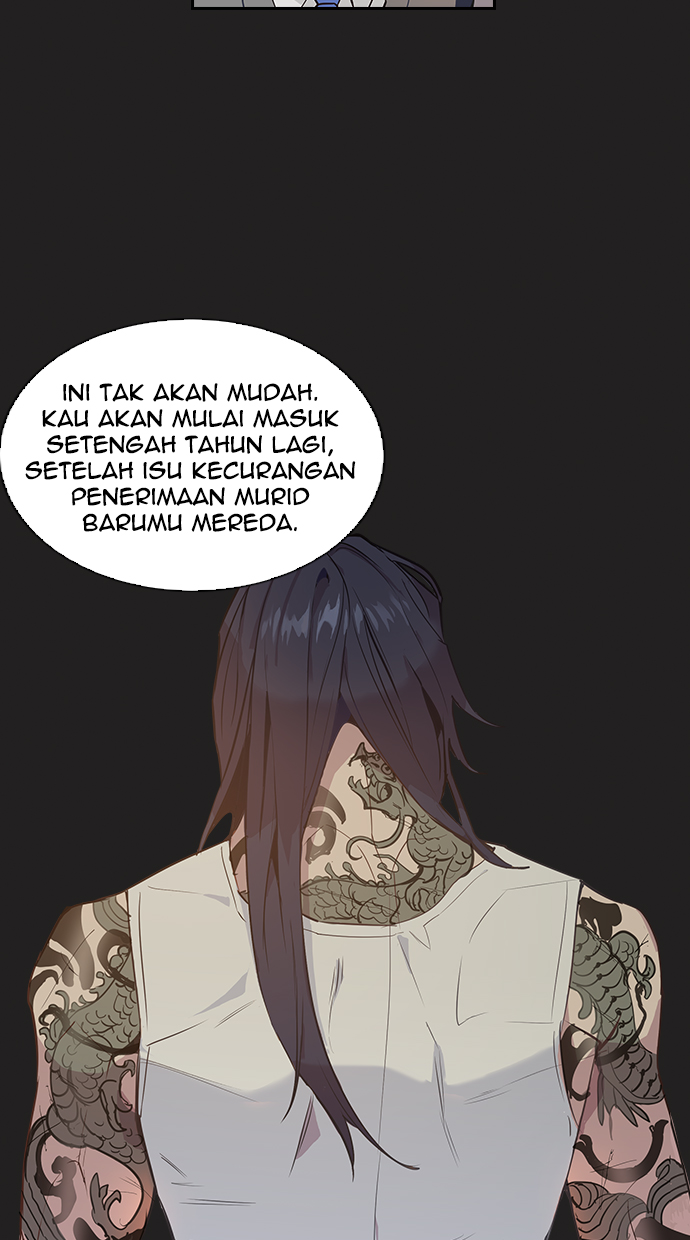 INI TAK AKAN MUDAH.
KAU AKAN MULAI MASUK
SETENGAH TAHUN LAGI,
SETELAH ISU KECURANGAN
PENERIMAAN MURID
BARUMU MEREDA.